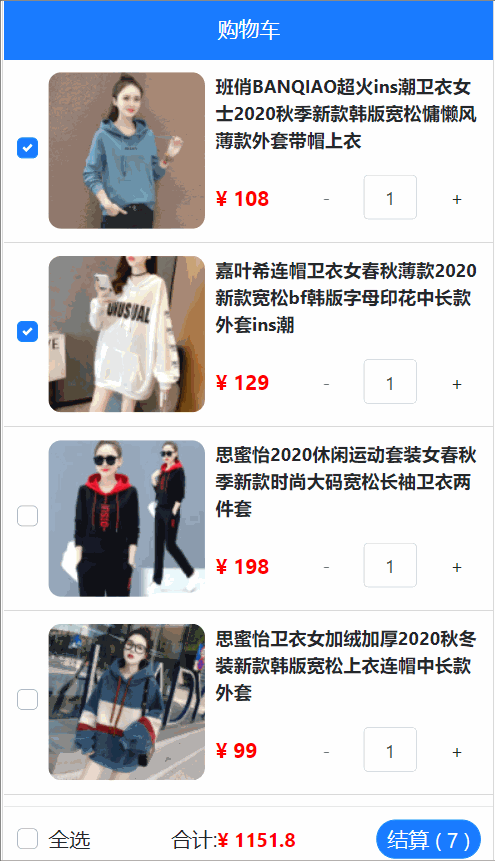 购物车
班俏BANQIAO超火ins潮卫衣女
士2020秋季新款韩版宽松慵懒风
薄款外套带帽上衣
¥ 108 - 1 +
嘉叶希连帽卫衣女春秋薄款2020
新款宽松bf韩版字母印花中长款
外套ins潮
UNUSUAL
¥ 129 - 1 +
思蜜怡2020休闲运动套装女春秋
季新款时尚大码宽松长袖卫衣两
件套
¥ 198 - 1 +
思蜜怡卫衣女加绒加厚2020秋冬
装新款韩版宽松上衣连帽中长款
外套
¥ 99 - 1 +
全选 合计:¥ 1151.8 结算 ( 7 )